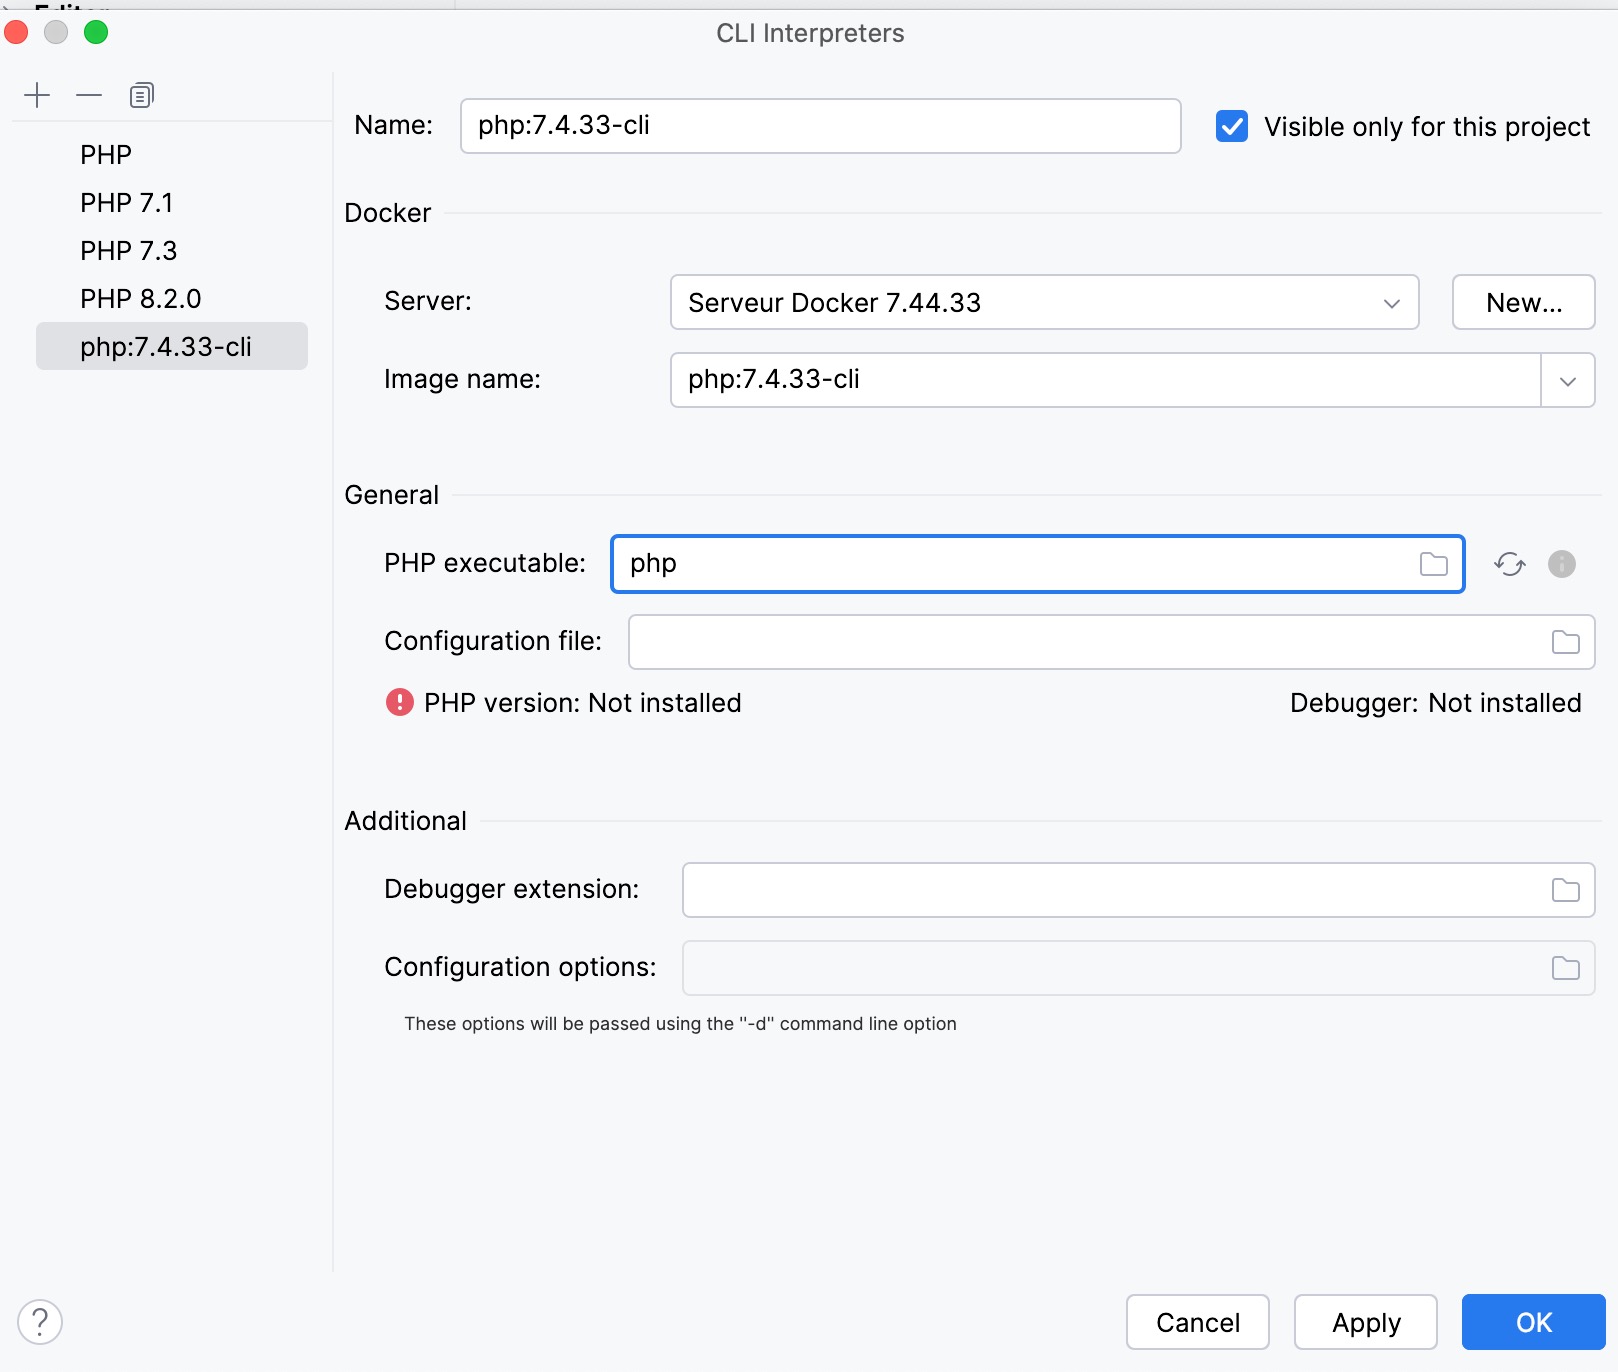 CLI Interpreters
PHP
PHP 7.1
PHP 7.3
PHP 8.2.0
php:7.4.33-cli
Name: php:7.4.33-cli Visible only for this project
Docker
Server: Serveur Docker 7.44.33 New...
Image name: php:7.4.33-cli
General
PHP executable: php
Configuration file:
PHP version: Not installed Debugger: Not installed
Additional
Debugger extension:
Configuration options:
These options will be passed using the "-d" command line option
? Cancel Apply OK